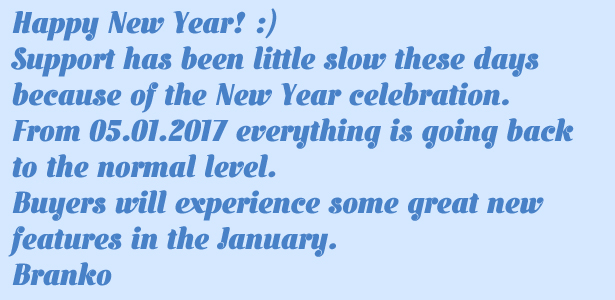 Happy New Year! :)
Support has been little slow these days
because of the New Year celebration.
From 05.01.2017 everything is going back
to the normal level.
Buyers will experience some great new
features in the January.
Branko